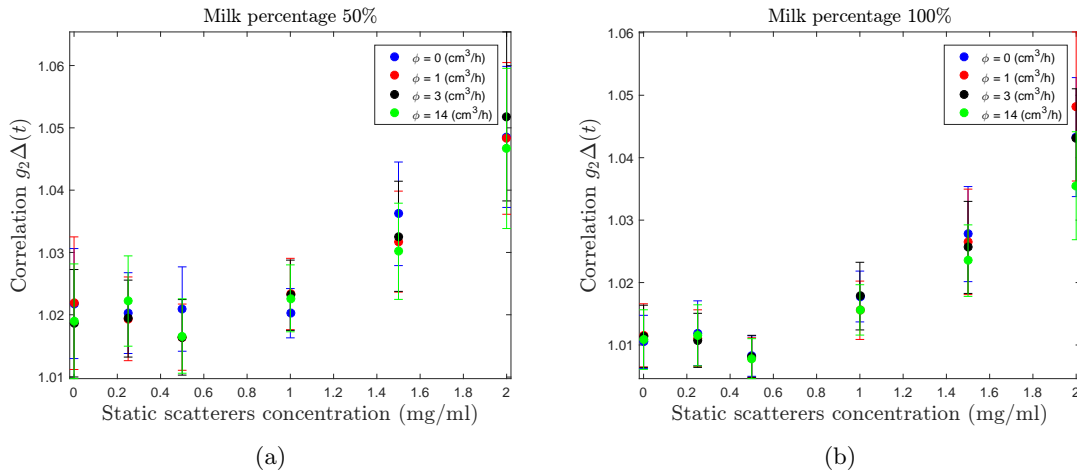 Milk percentage 50%
1.06
1.05
1.04
1.03
1.02
1.01
Correlation g₂Δ(t)
ϕ = 0 (cm³/h)
ϕ = 1 (cm³/h)
ϕ = 3 (cm³/h)
ϕ = 14 (cm³/h)
0 0.2 0.4 0.6 0.8 1 1.2 1.4 1.6 1.8 2
Static scatterers concentration (mg/ml)
(a)
Milk percentage 100%
1.06
1.05
1.04
1.03
1.02
1.01
Correlation g₂Δ(t)
ϕ = 0 (cm³/h)
ϕ = 1 (cm³/h)
ϕ = 3 (cm³/h)
ϕ = 14 (cm³/h)
0 0.2 0.4 0.6 0.8 1 1.2 1.4 1.6 1.8 2
Static scatterers concentration (mg/ml)
(b)